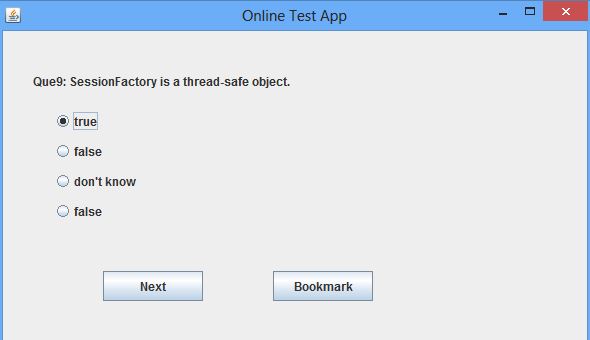 Online Test App
Que9: SessionFactory is a thread-safe object.
true
false
don't know
false
Next
Bookmark